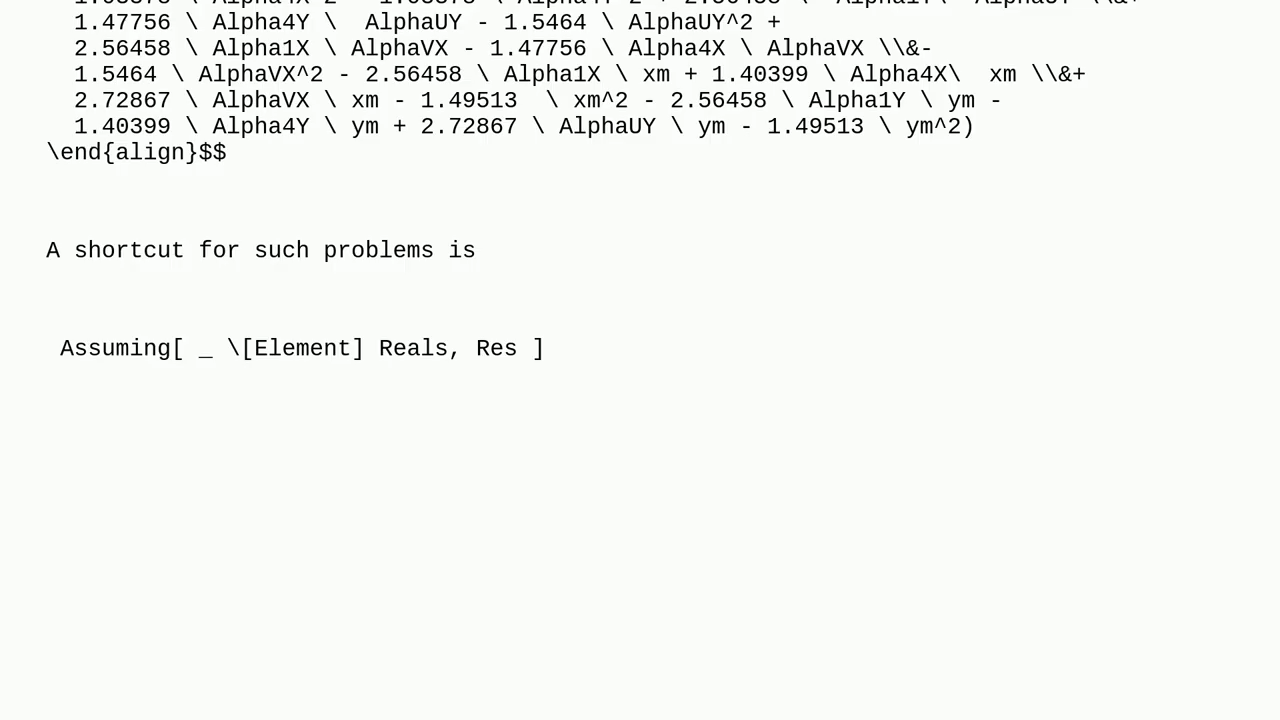 1.47756 \ Alpha4Y \  AlphaUY - 1.5464 \ AlphaUY^2 +
2.56458 \ Alpha1X \ AlphaVX - 1.47756 \ Alpha4X \ AlphaVX \\&-
1.5464 \ AlphaVX^2 - 2.56458 \ Alpha1X \ xm + 1.40399 \ Alpha4X\  xm \\&+
2.72867 \ AlphaVX \ xm - 1.49513  \ xm^2 - 2.56458 \ Alpha1Y \ ym -
1.40399 \ Alpha4Y \ ym + 2.72867 \ AlphaUY \ ym - 1.49513 \ ym^2)
\end{align}$$
A shortcut for such problems is
Assuming[ _ \[Element] Reals, Res ]